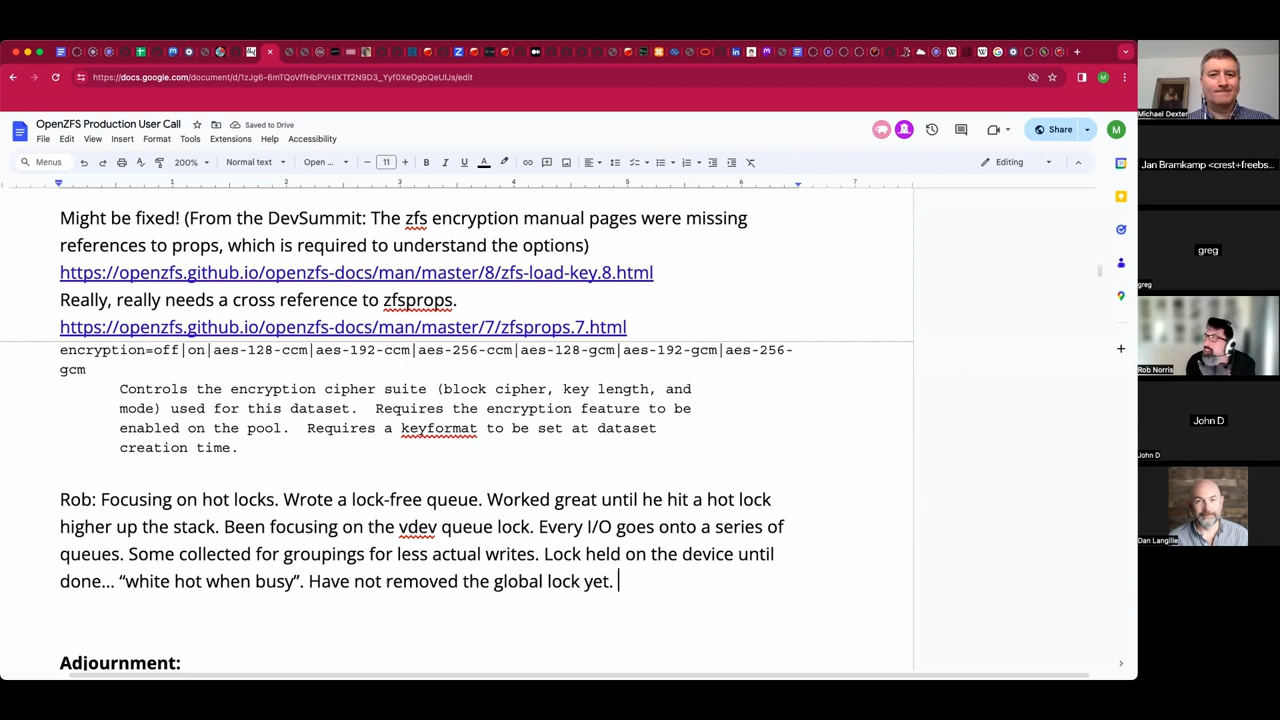 https://docs.google.com/document/d/1zJg6-6mTQoVffHbPVHIXTf2N9D3_Yyf0XeOgbQeUIJs/edit
OpenZFS Production User Call
Saved to Drive
File Edit View Insert Format Tools Extensions Help Accessibility
Share
M
Menus
200%
Normal text
Open ...
11
Editing
1 2 3 4 5 6 7
Might be fixed! (From the DevSummit: The zfs encryption manual pages were missing
references to props, which is required to understand the options)
https://openzfs.github.io/openzfs-docs/man/master/8/zfs-load-key.8.html
Really, really needs a cross reference to zfsprops.
https://openzfs.github.io/openzfs-docs/man/master/7/zfsprops.7.html
encryption=off|on|aes-128-ccm|aes-192-ccm|aes-256-ccm|aes-128-gcm|aes-192-gcm|aes-256-
gcm
Controls the encryption cipher suite (block cipher, key length, and
mode) used for this dataset. Requires the encryption feature to be
enabled on the pool. Requires a keyformat to be set at dataset
creation time.
Rob: Focusing on hot locks. Wrote a lock-free queue. Worked great until he hit a hot lock
higher up the stack. Been focusing on the vdev queue lock. Every I/O goes onto a series of
queues. Some collected for groupings for less actual writes. Lock held on the device until
done… “white hot when busy”. Have not removed the global lock yet.
Adjournment:
Michael Dexter
Jan Bramkamp <crest+freebs...
greg
greg
Rob Norris
John D
John D
Dan Langille